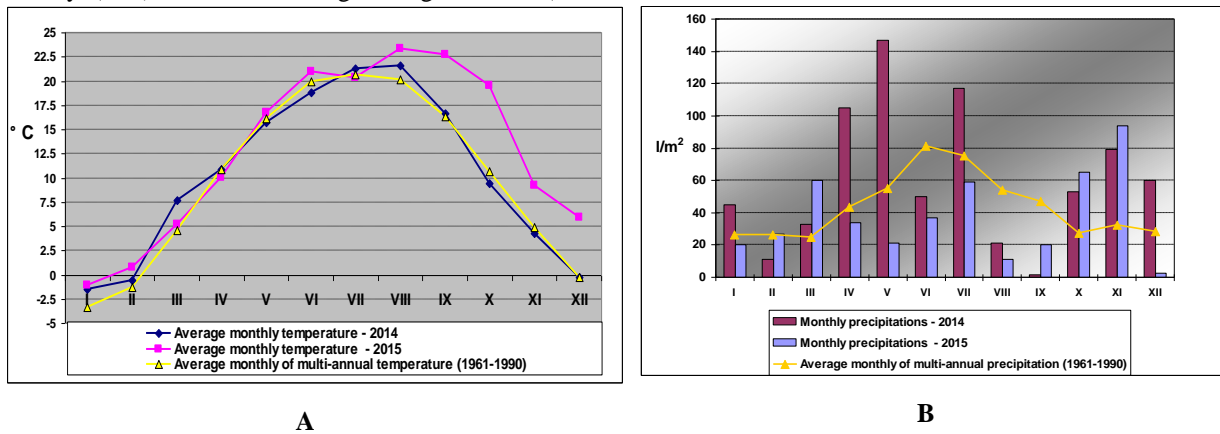 25
22.5
20
17.5
15
12.5
10
7.5
5
2.5
0
-2.5
-5
° C
I II III IV V VI VII VIII IX X XI XII
Average monthly temperature - 2014
Average monthly temperature - 2015
Average monthly of multi-annual temperature (1961-1990)
A
160
140
120
100
80
60
40
20
0
l/m²
I II III IV V VI VII VIII IX X XI XII
Monthly precipitations - 2014
Monthly precipitations - 2015
Average monthly of multi-annual precipitation (1961-1990)
B